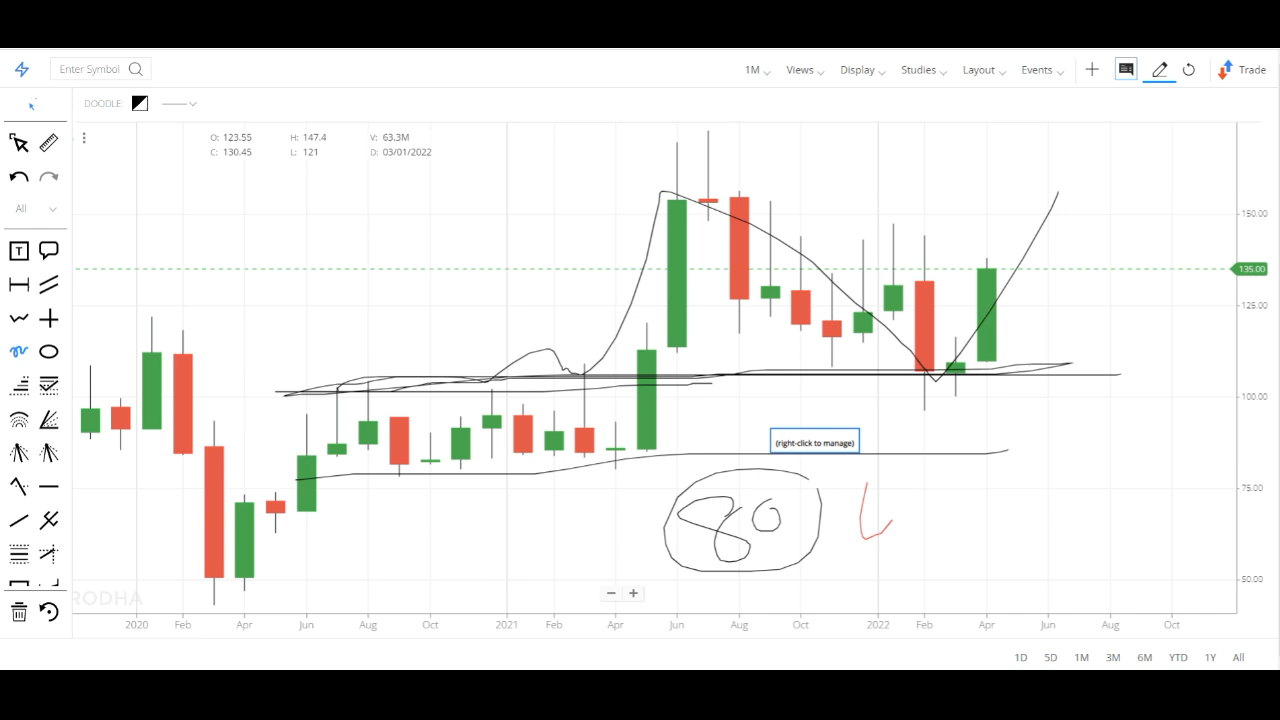 Enter Symbol 1M Views Display Studies Layout Events Trade
DOODLE:
O: 123.55 H: 147.4 V: 63.3M
C: 130.45 L: 121 D: 03/01/2022
All
150.00
135.00
125.00
100.00
(right-click to manage)
75.00
80
50.00
RODHA
2020 Feb Apr Jun Aug Oct 2021 Feb Apr Jun Aug Oct 2022 Feb Apr Jun Aug Oct
1D 5D 1M 3M 6M YTD 1Y All